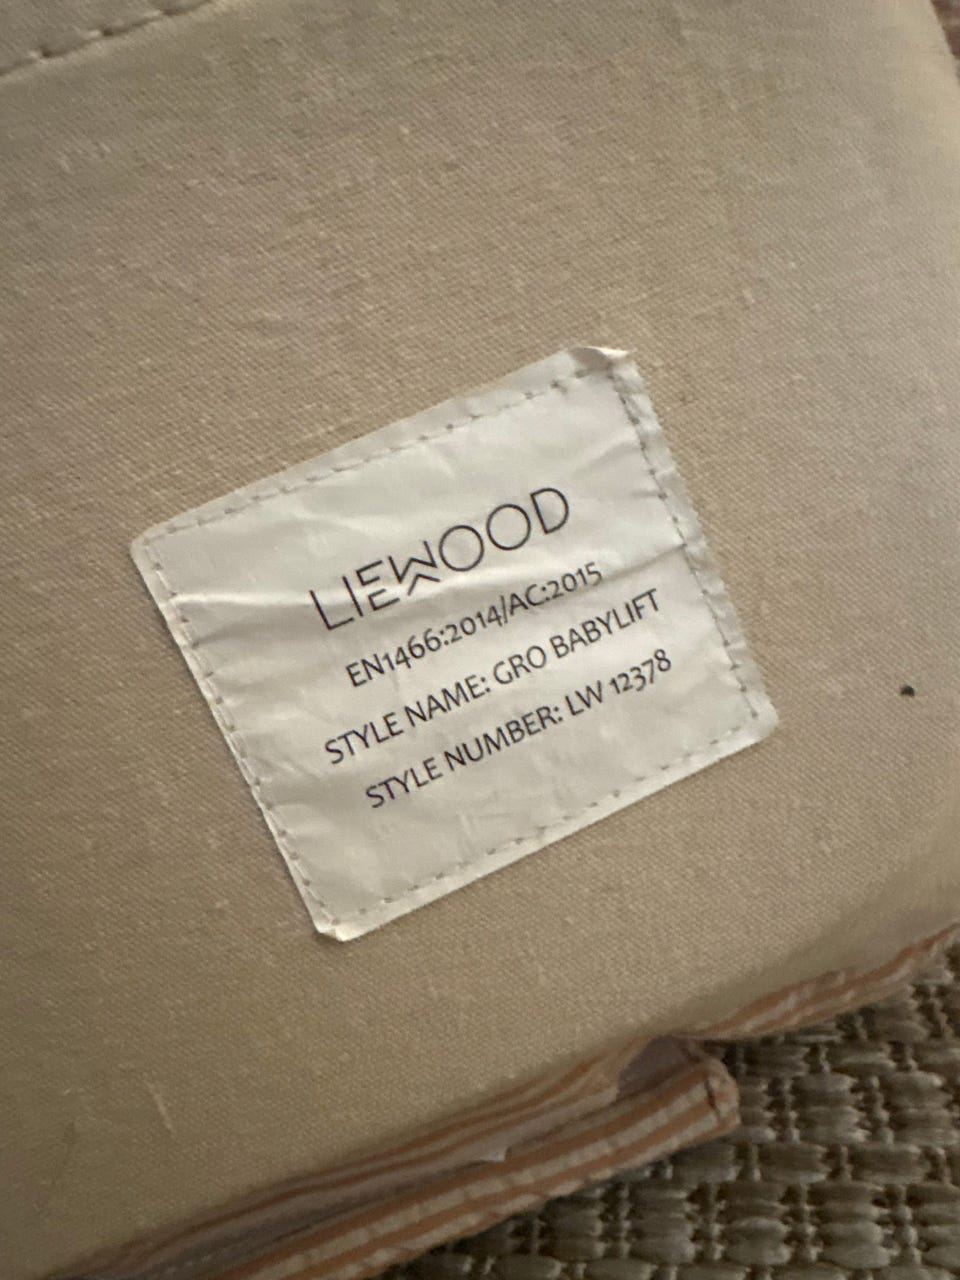 LIEWOOD
EN1466:2014/AC:2015
STYLE NAME: GRO BABYLIFT
STYLE NUMBER: LW 12378